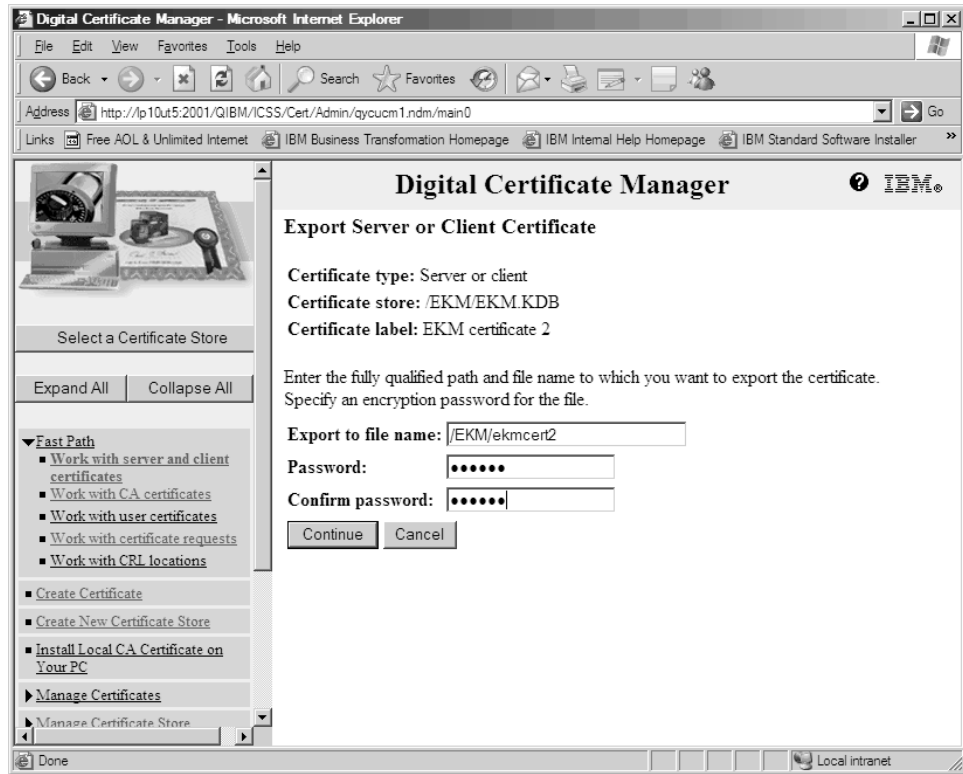 Digital Certificate Manager - Microsoft Internet Explorer
File Edit View Favorites Tools Help
Back Search Favorites
Address http://lp10ut5:2001/QIBM/ICSS/Cert/Admin/qycucm1.ndm/main0 Go
Links Free AOL & Unlimited Internet IBM Business Transformation Homepage IBM Internal Help Homepage IBM Standard Software Installer »
Select a Certificate Store
Expand All Collapse All
Fast Path
Work with server and client
certificates
Work with CA certificates
Work with user certificates
Work with certificate requests
Work with CRL locations
Create Certificate
Create New Certificate Store
Install Local CA Certificate on
Your PC
Manage Certificates
Manage Certificate Store
Digital Certificate Manager ? IBM®
Export Server or Client Certificate
Certificate type: Server or client
Certificate store: /EKM/EKM.KDB
Certificate label: EKM certificate 2
Enter the fully qualified path and file name to which you want to export the certificate.
Specify an encryption password for the file.
Export to file name: /EKM/ekmcert2
Password: ••••••
Confirm password: ••••••
Continue Cancel
Done Local intranet